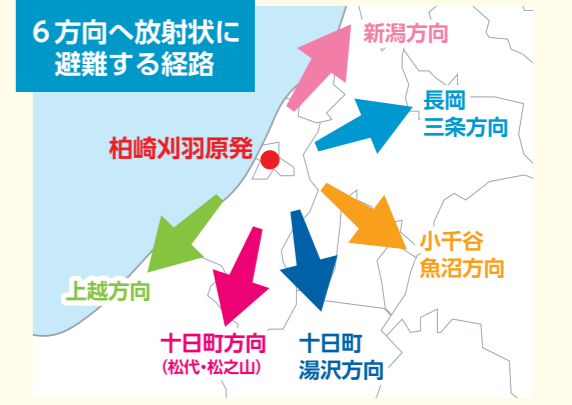 6方向へ放射状に
避難する経路
新潟方向
長岡
三条方向
柏崎刈羽原発
小千谷
魚沼方向
上越方向
十日町方向
(松代・松之山)
十日町
湯沢方向